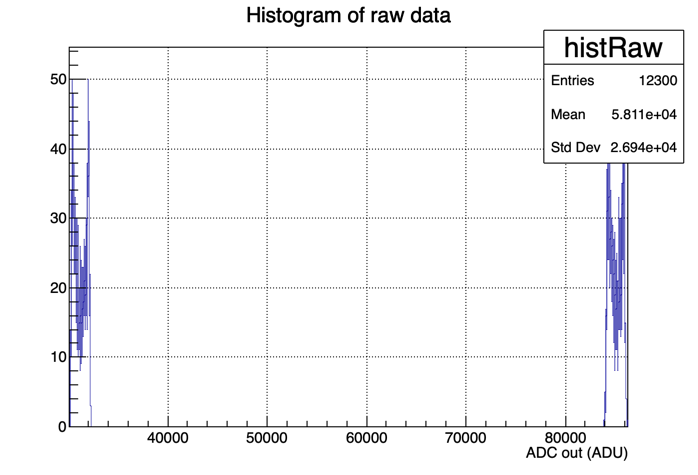 Histogram of raw data
histRaw
Entries 12300
Mean 5.811e+04
Std Dev 2.694e+04
50
40
30
20
10
0
40000 50000 60000 70000 80000
ADC out (ADU)